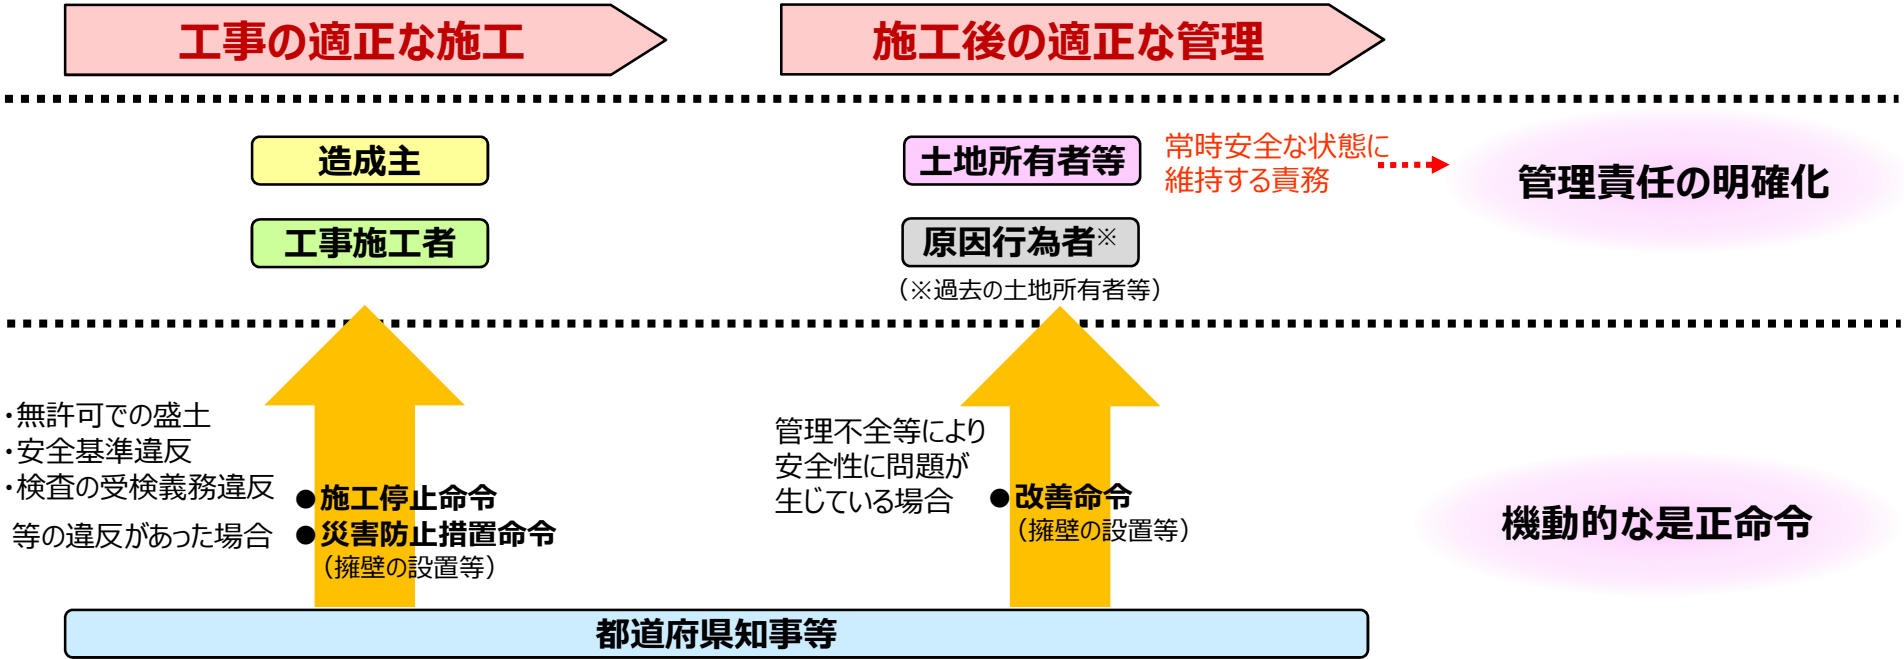 工事の適正な施工
施工後の適正な管理
造成主
工事施工者
土地所有者等
常時安全な状態に
維持する責務
管理責任の明確化
原因行為者※
（※過去の土地所有者等）
・無許可での盛土
・安全基準違反
・検査の受検義務違反
等の違反があった場合
●施工停止命令
●災害防止措置命令
（擁壁の設置等）
管理不全等により
安全性に問題が
生じている場合
●改善命令
（擁壁の設置等）
機動的な是正命令
都道府県知事等